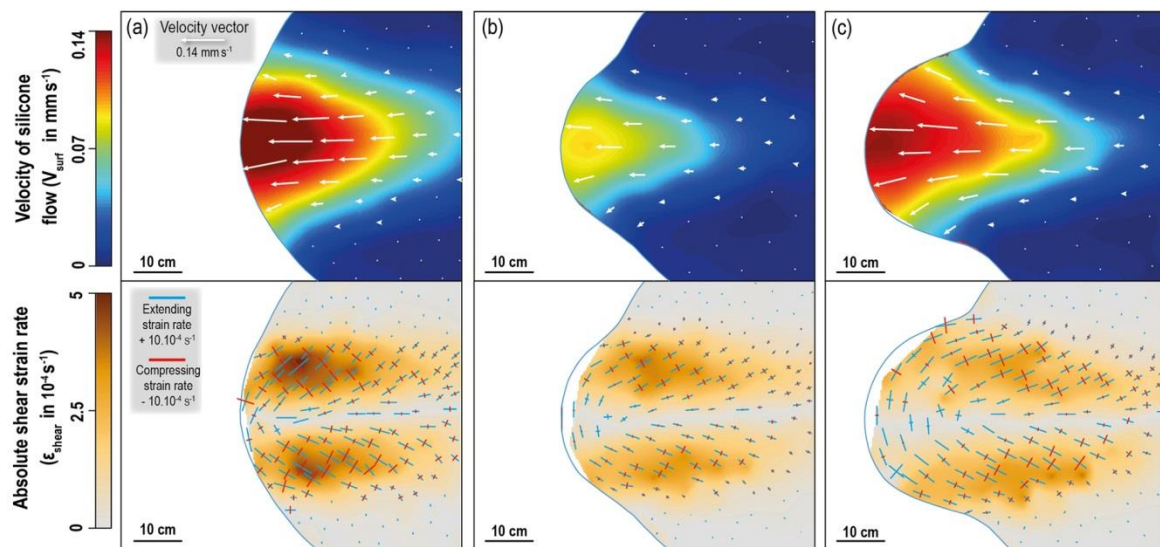 (a)
Velocity vector
0.14 mm s⁻¹
(b)
(c)
Velocity of silicone
flow (Vsurf in mm s⁻¹)
0.14
0.07
0
10 cm
10 cm
10 cm
Absolute shear strain rate
(εshear in 10⁻⁴ s⁻¹)
5
2.5
0
Extending
strain rate
+ 10.10⁻⁴ s⁻¹
Compressing
strain rate
- 10.10⁻⁴ s⁻¹
10 cm
10 cm
10 cm